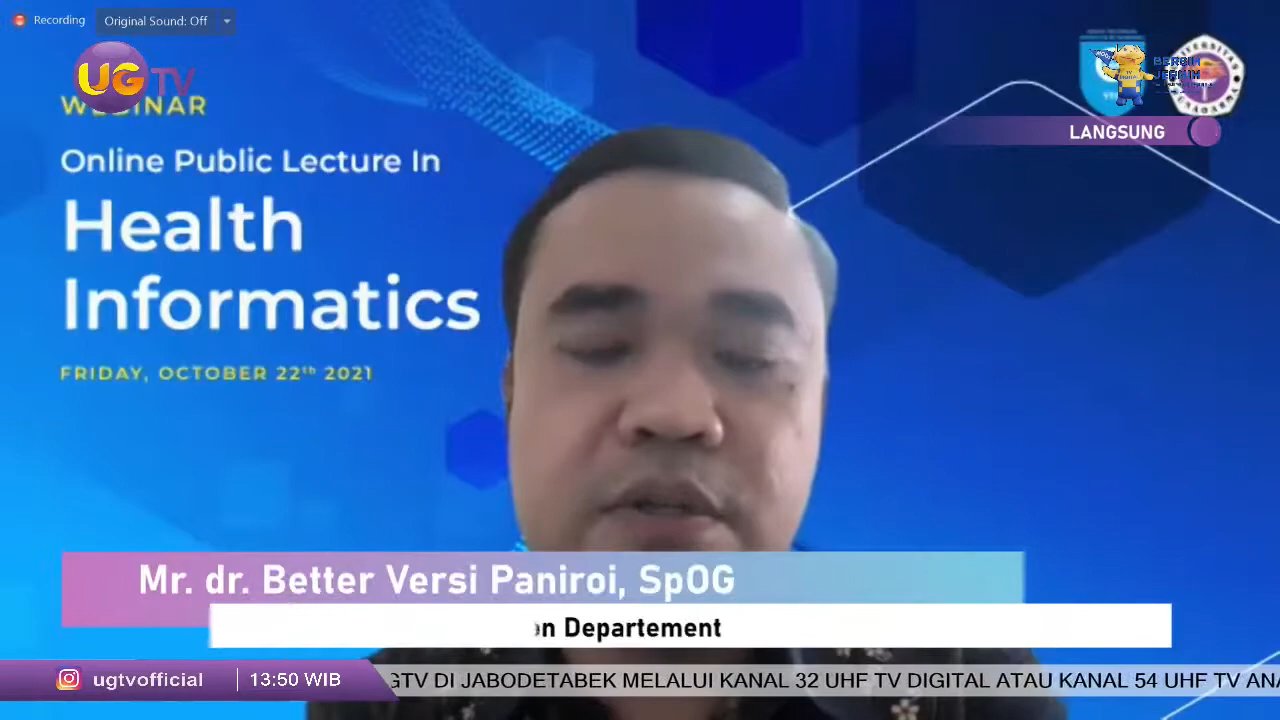 Recording
Original Sound: Off
UGTV
WEBINAR
Online Public Lecture In
Health
Informatics
FRIDAY, OCTOBER 22th 2021
LANGSUNG
Mr. dr. Better Versi Paniroi, SpOG
Departement
ugtvofficial
13:50 WIB
GTV DI JABODETABEK MELALUI KANAL 32 UHF TV DIGITAL ATAU KANAL 54 UHF TV